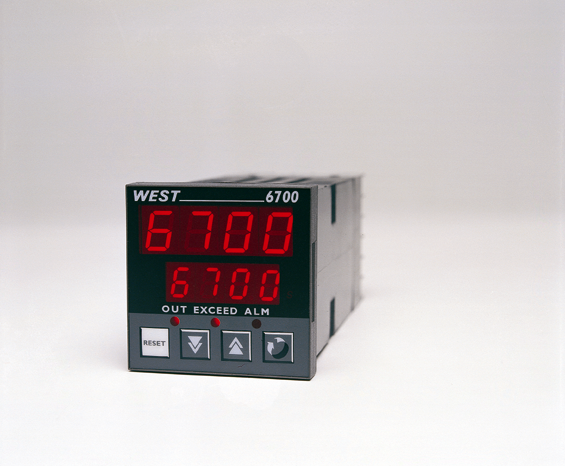 WEST 6700
6700
6700
OUT EXCEED ALM
RESET